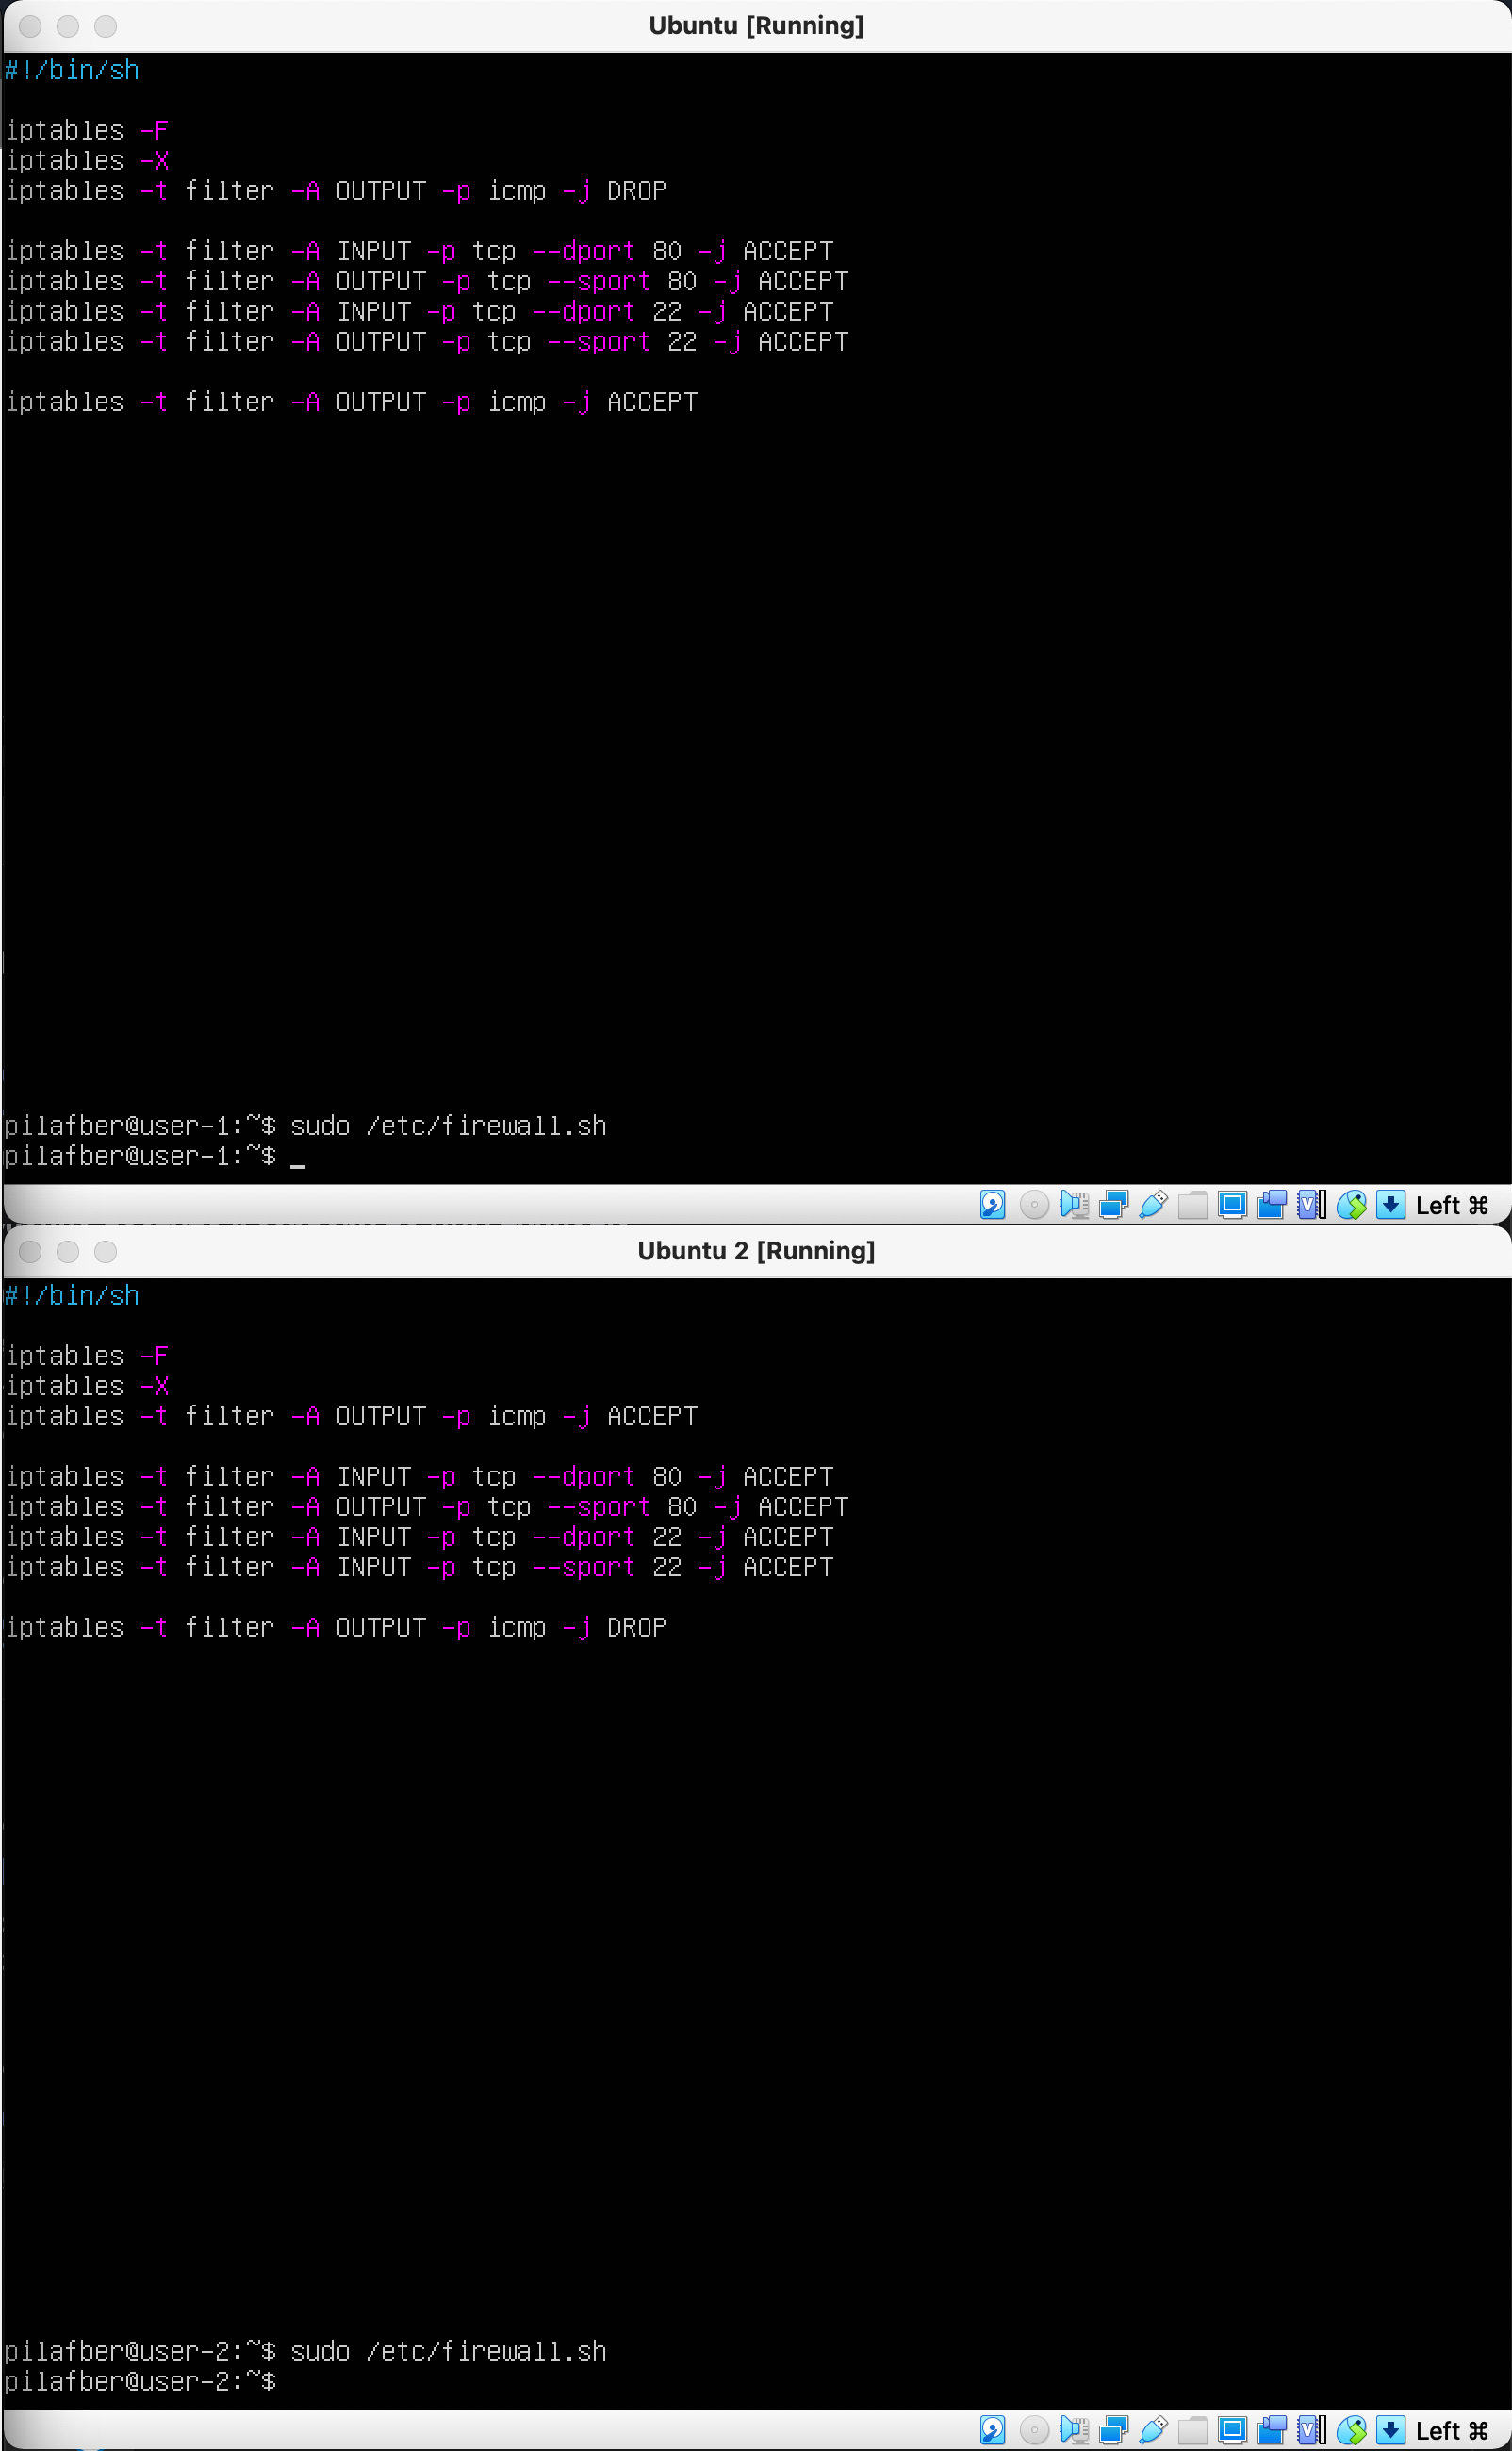 Ubuntu [Running]
#!/bin/sh
iptables -F
iptables -X
iptables -t filter -A OUTPUT -p icmp -j DROP
iptables -t filter -A INPUT -p tcp --dport 80 -j ACCEPT
iptables -t filter -A OUTPUT -p tcp --sport 80 -j ACCEPT
iptables -t filter -A INPUT -p tcp --dport 22 -j ACCEPT
iptables -t filter -A OUTPUT -p tcp --sport 22 -j ACCEPT
iptables -t filter -A OUTPUT -p icmp -j ACCEPT
pilafber@user-1:~$ sudo /etc/firewall.sh
pilafber@user-1:~$ _
Left ⌘
Ubuntu 2 [Running]
#!/bin/sh
iptables -F
iptables -X
iptables -t filter -A OUTPUT -p icmp -j ACCEPT
iptables -t filter -A INPUT -p tcp --dport 80 -j ACCEPT
iptables -t filter -A OUTPUT -p tcp --sport 80 -j ACCEPT
iptables -t filter -A INPUT -p tcp --dport 22 -j ACCEPT
iptables -t filter -A INPUT -p tcp --sport 22 -j ACCEPT
iptables -t filter -A OUTPUT -p icmp -j DROP
pilafber@user-2:~$ sudo /etc/firewall.sh
pilafber@user-2:~$
Left ⌘